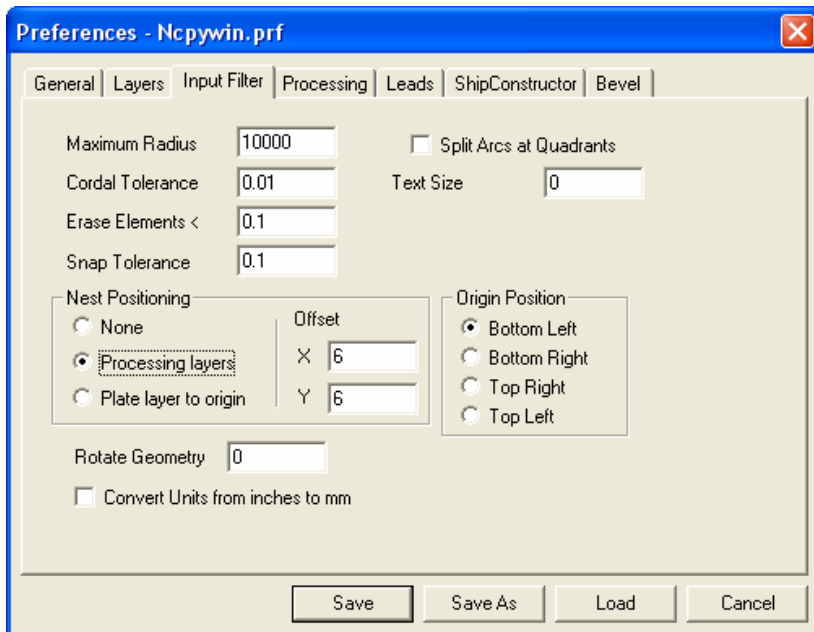 Preferences - Ncpywin.prf
General Layers Input Filter Processing Leads ShipConstructor Bevel
Maximum Radius 10000 Split Arcs at Quadrants
Cordal Tolerance 0.01 Text Size 0
Erase Elements < 0.1
Snap Tolerance 0.1
Nest Positioning
None
Processing layers
Plate layer to origin
Offset
X 6
Y 6
Origin Position
Bottom Left
Bottom Right
Top Right
Top Left
Rotate Geometry 0
Convert Units from inches to mm
Save Save As Load Cancel